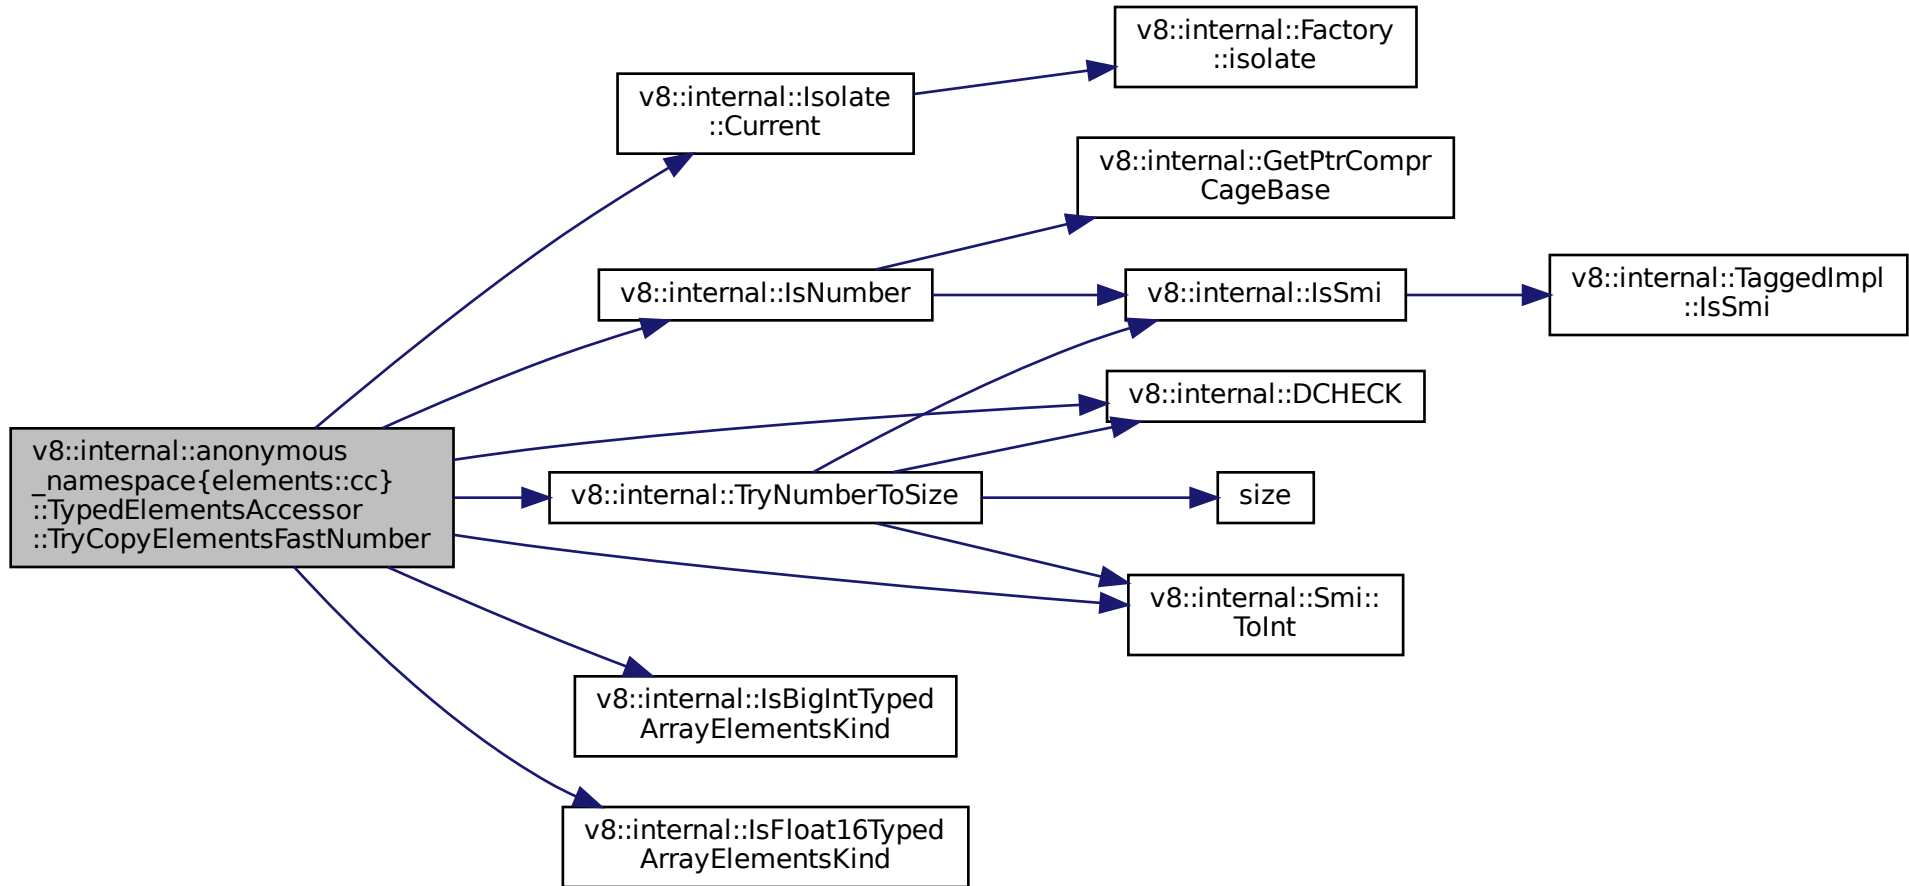 v8::internal::Factory
::isolate
v8::internal::Isolate
::Current
v8::internal::GetPtrCompr
CageBase
v8::internal::IsNumber
v8::internal::IsSmi
v8::internal::TaggedImpl
::IsSmi
v8::internal::DCHECK
v8::internal::anonymous
_namespace{elements::cc}
::TypedElementsAccessor
::TryCopyElementsFastNumber
v8::internal::TryNumberToSize
size
v8::internal::Smi::
ToInt
v8::internal::IsBigIntTyped
ArrayElementsKind
v8::internal::IsFloat16Typed
ArrayElementsKind